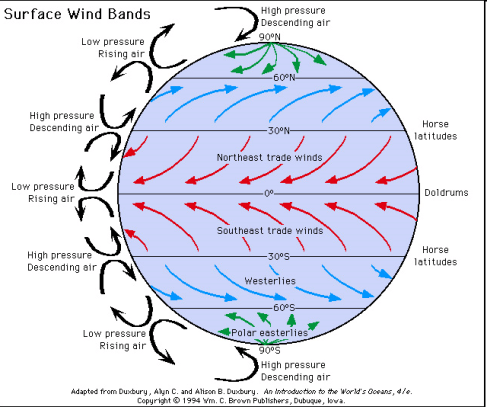 Surface Wind Bands
High pressure
Descending air
90°N
Low pressure
Rising air
60°N
High pressure
Descending air
30°N
Horse
latitudes
Northeast trade winds
Low pressure
Rising air
0°
Doldrums
Southeast trade winds
High pressure
Descending air
30°S
Horse
latitudes
Westerlies
60°S
Low pressure
Rising air
Polar easterlies
90°S
High pressure
Descending air
Adapted from Duxbury, Alyn C. and Alison B. Duxbury. An Introduction to the World's Oceans, 4/e.
Copyright © 1994 Wm. C. Brown Publishers, Dubuque, Iowa.